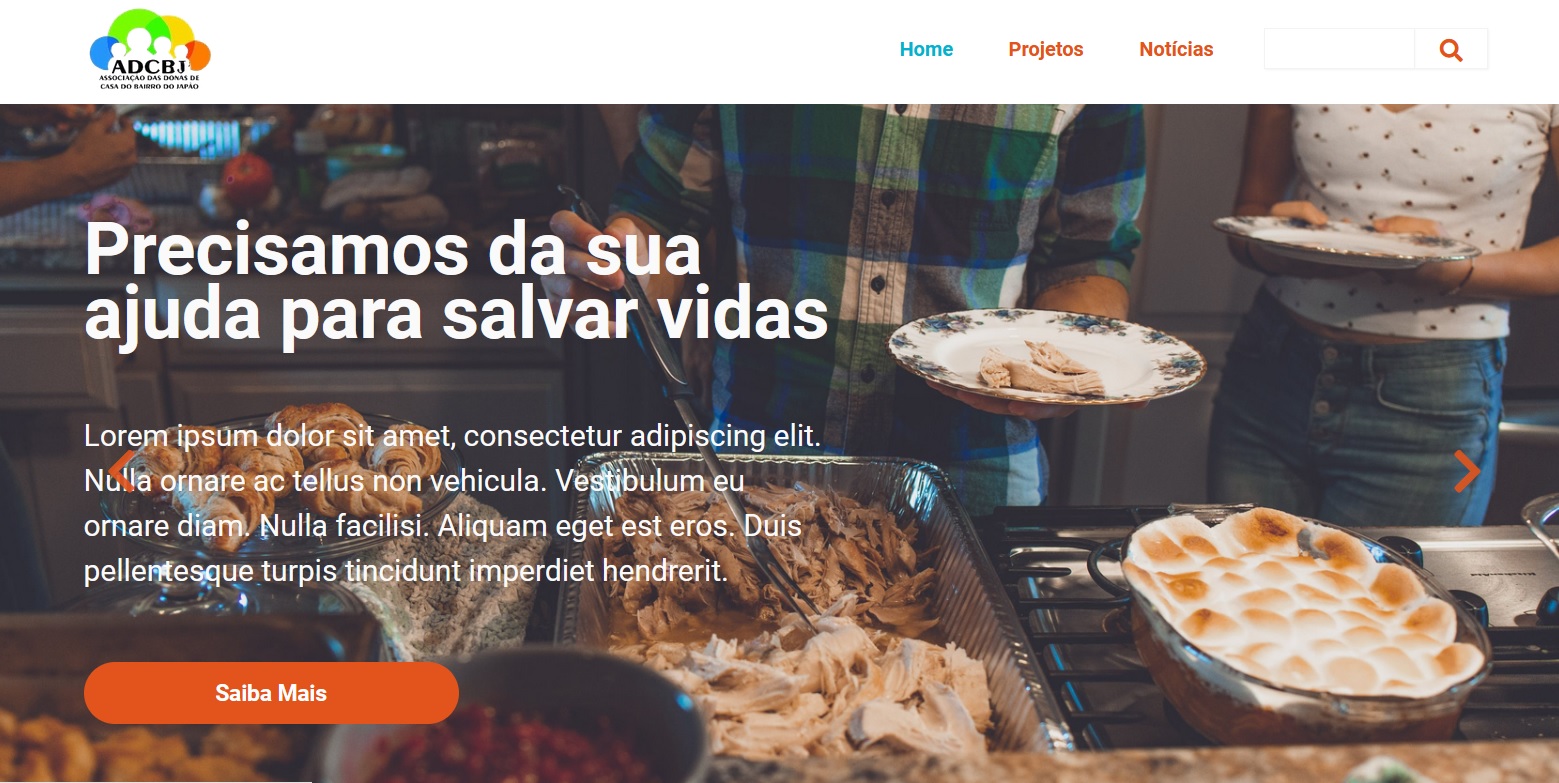 ADCBJ
ASSOCIAÇÃO DAS DONAS DE
CASA DO BAIRRO DO JAPÃO
Home
Projetos
Notícias
Precisamos da sua
ajuda para salvar vidas
Lorem ipsum dolor sit amet, consectetur adipiscing elit.
Nulla ornare ac tellus non vehicula. Vestibulum eu
ornare diam. Nulla facilisi. Aliquam eget est eros. Duis
pellentesque turpis tincidunt imperdiet hendrerit.
Saiba Mais